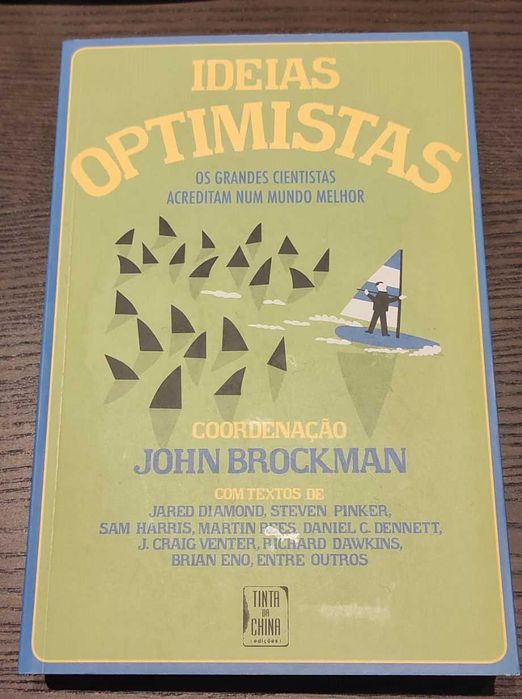 IDEIAS
OPTIMISTAS
OS GRANDES CIENTISTAS
ACREDITAM NUM MUNDO MELHOR
COORDENAÇÃO
JOHN BROCKMAN
COM TEXTOS DE
JARED DIAMOND, STEVEN PINKER,
SAM HARRIS, MARTIN REES, DANIEL C. DENNETT,
J. CRAIG VENTER, RICHARD DAWKINS,
BRIAN ENO, ENTRE OUTROS
TINTA
DA
CHINA
edições